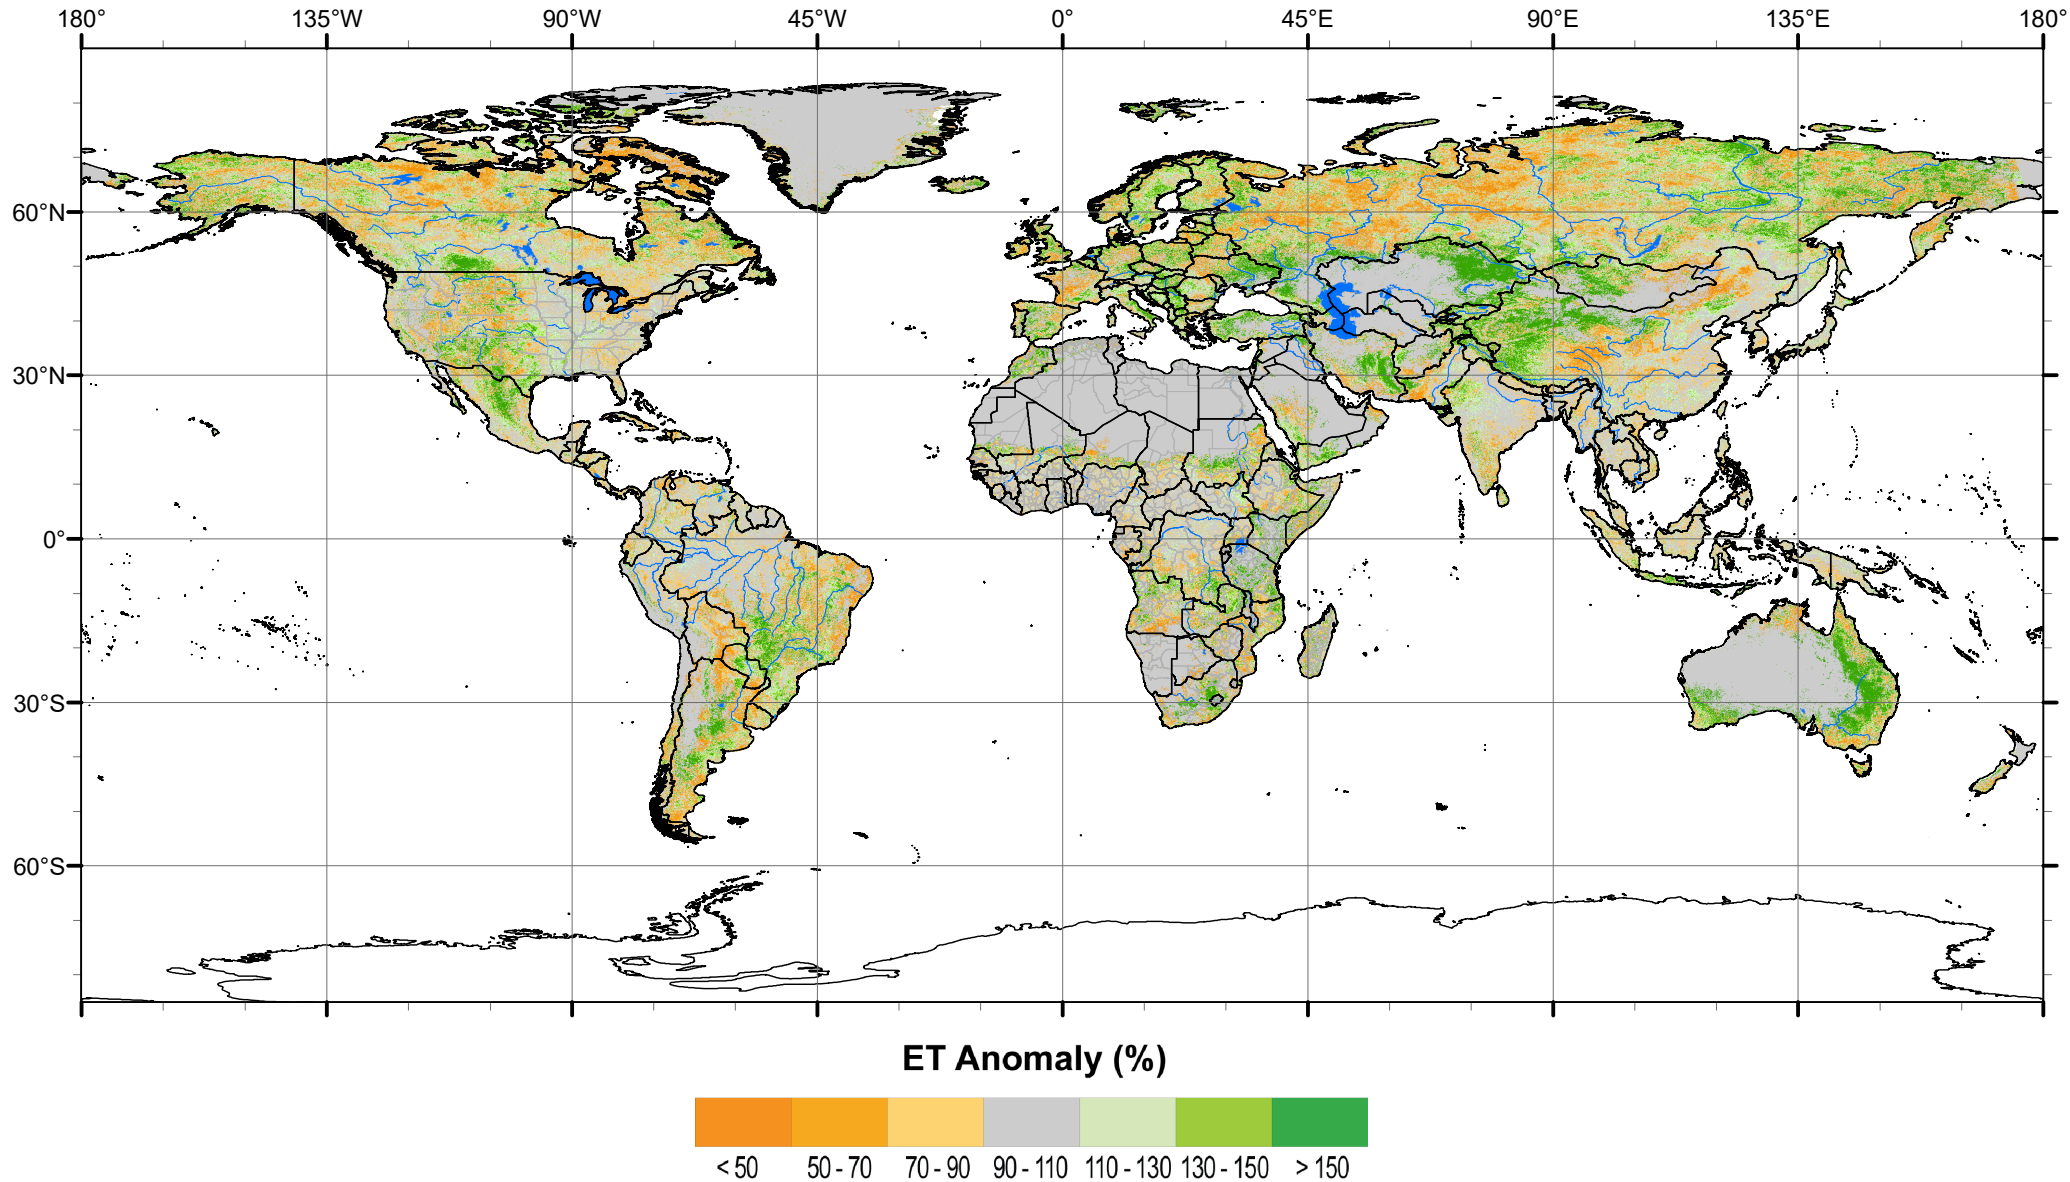 180° 135°W 90°W 45°W 0° 45°E 90°E 135°E 180°
60°N
30°N
0°
30°S
60°S
ET Anomaly (%)
< 50 50 - 70 70 - 90 90 - 110 110 - 130 130 - 150 > 150